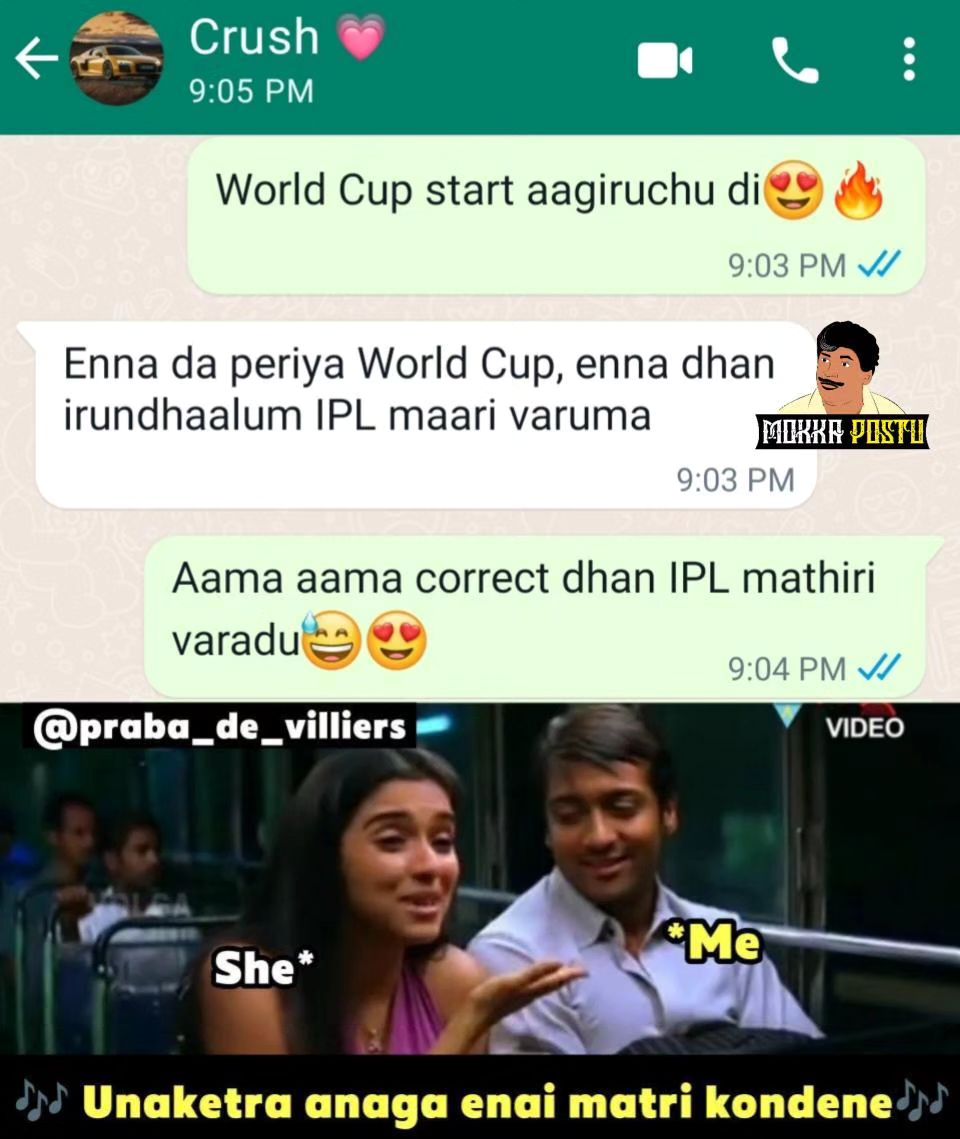 Crush 💗
9:05 PM
World Cup start aagiruchu di😍🔥
9:03 PM
Enna da periya World Cup, enna dhan
irundhaalum IPL maari varuma
MOKKA POSTU
9:03 PM
Aama aama correct dhan IPL mathiri
varadu😅😍
9:04 PM
@praba_de_villiers
VIDEO
She*
*Me
🎶 Unaketra anaga enai matri kondene🎶